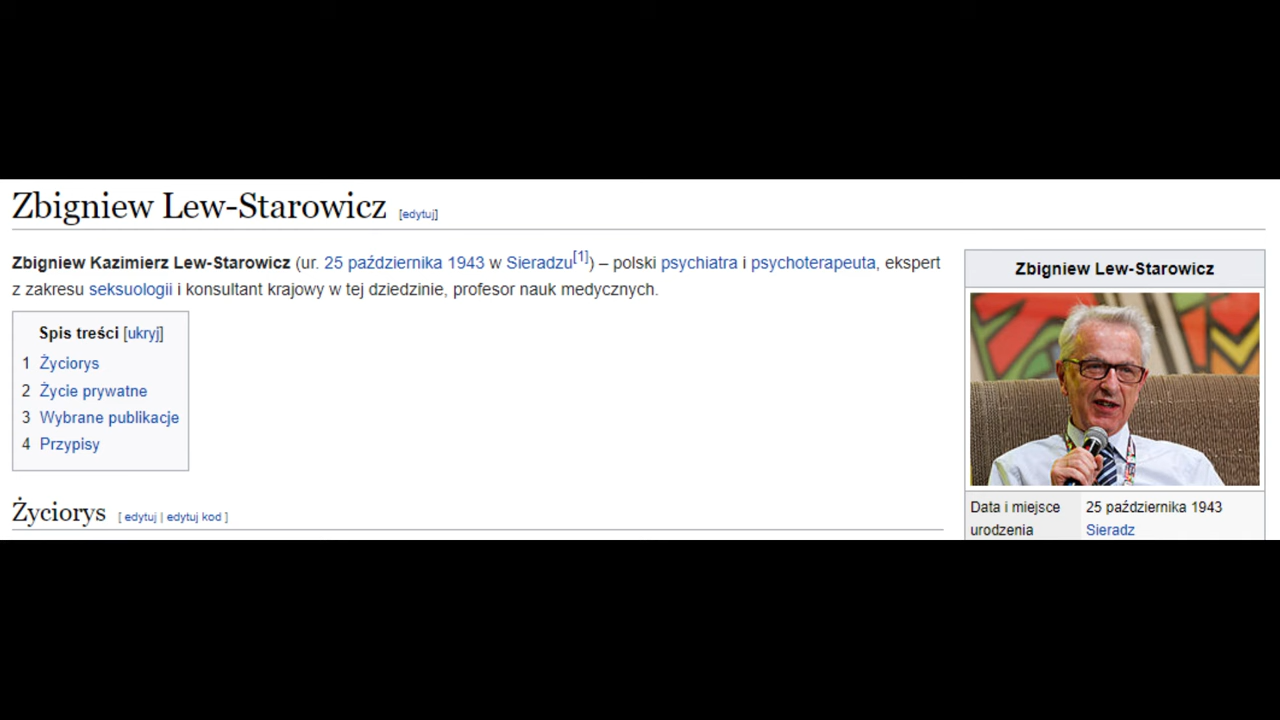 Zbigniew Lew-Starowicz [edytuj]
Zbigniew Kazimierz Lew-Starowicz (ur. 25 października 1943 w Sieradzu[1]) – polski psychiatra i psychoterapeuta, ekspert
z zakresu seksuologii i konsultant krajowy w tej dziedzinie, profesor nauk medycznych.
Spis treści [ukryj]
1 Życiorys
2 Życie prywatne
3 Wybrane publikacje
4 Przypisy
Życiorys [ edytuj | edytuj kod ]
Zbigniew Lew-Starowicz
Data i miejsce urodzenia
25 października 1943
Sieradz